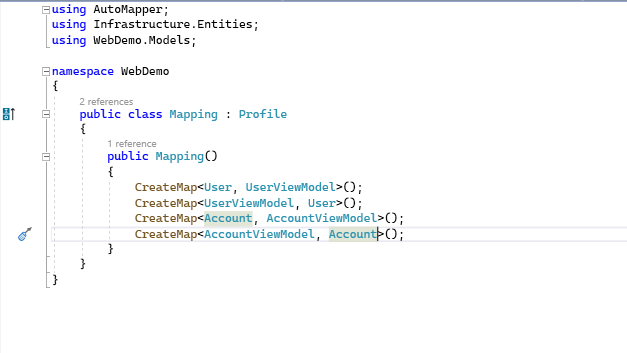 using AutoMapper;
using Infrastructure.Entities;
using WebDemo.Models;
namespace WebDemo
{
2 references
public class Mapping : Profile
{
1 reference
public Mapping()
{
CreateMap<User, UserViewModel>();
CreateMap<UserViewModel, User>();
CreateMap<Account, AccountViewModel>();
CreateMap<AccountViewModel, Account>();
}
}
}